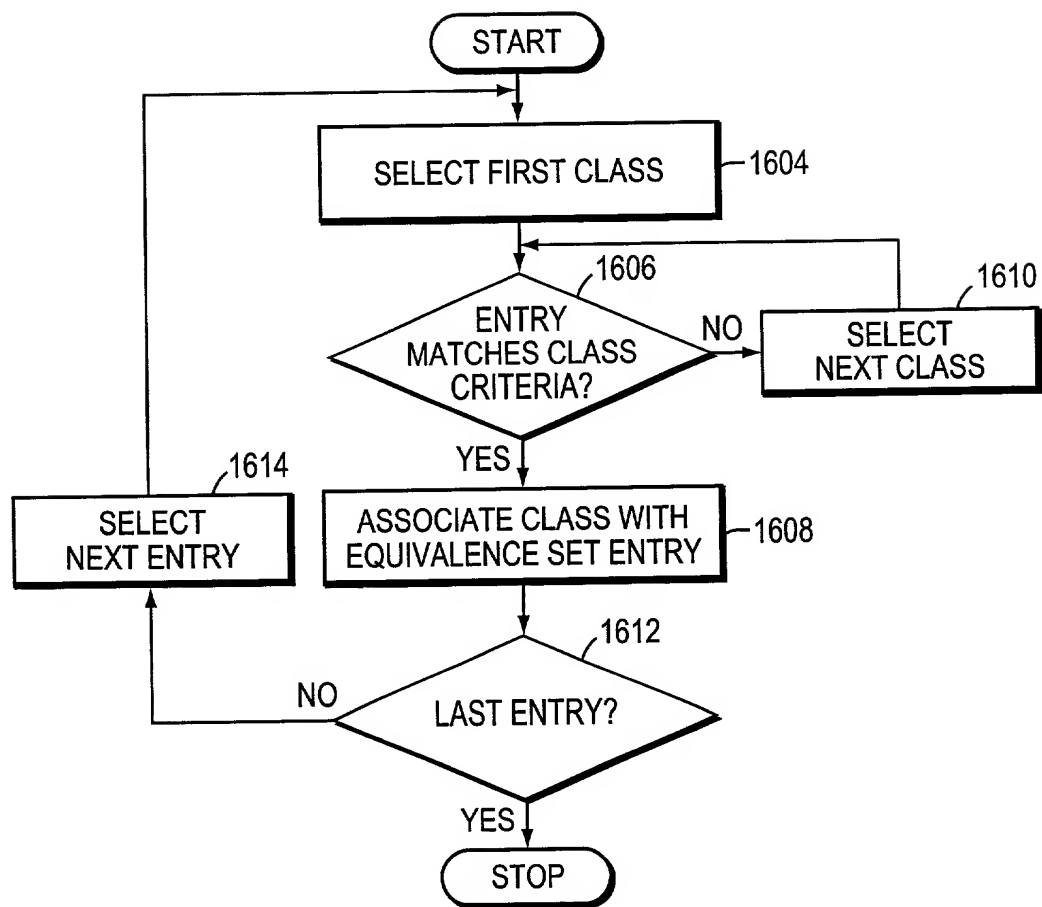 START
SELECT FIRST CLASS
1604
1606
ENTRY
MATCHES CLASS
CRITERIA?
NO
1610
SELECT
NEXT CLASS
YES
1614
SELECT
NEXT ENTRY
ASSOCIATE CLASS WITH
EQUIVALENCE SET ENTRY
1608
1612
NO
LAST ENTRY?
YES
STOP